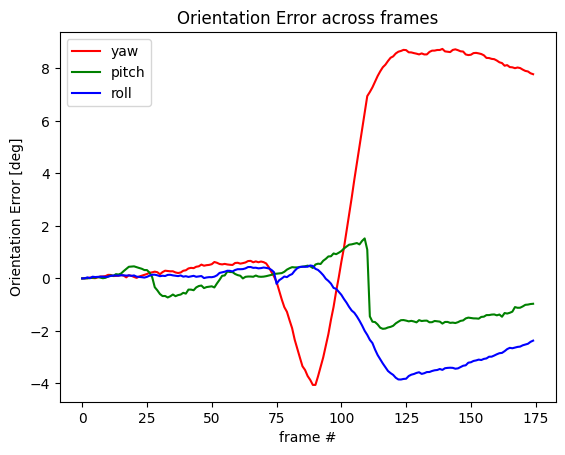 Orientation Error across frames
yaw
pitch
roll
Orientation Error [deg]
8
6
4
2
0
−2
−4
0 25 50 75 100 125 150 175
frame #